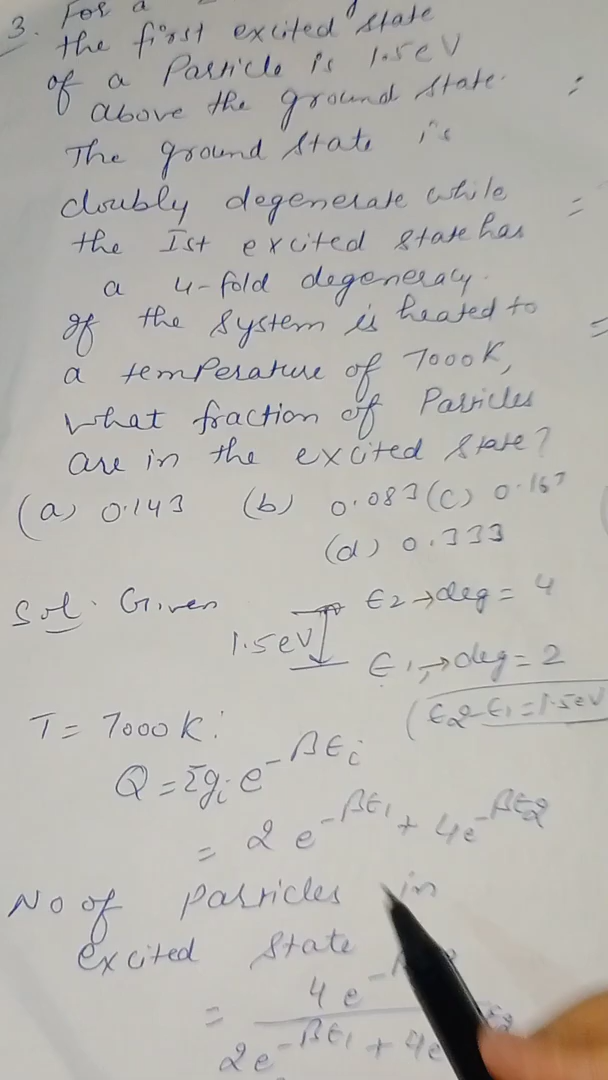 3. For a
the first excited state
of a Particle is 1.5eV
above the ground state.
The ground state is
doubly degenerate while
the Ist excited state has
a 4-fold degeneracy.
If the system is heated to
a temperature of 7000K,
what fraction of Particles
are in the excited state?
(a) 0.143 (b) 0.083 (c) 0.167
(d) 0.333
Sol. Given
1.5eV
ϵ2→deg = 4
ϵ1→deg = 2
(ϵ2-ϵ1=1.5eV
T = 7000K:
Q = Σgi e^-βϵi
= 2 e^-βϵ1 + 4e^-βϵ2
No of particles in
excited state
= 4 e^-
2e^-βϵ1 + 4e